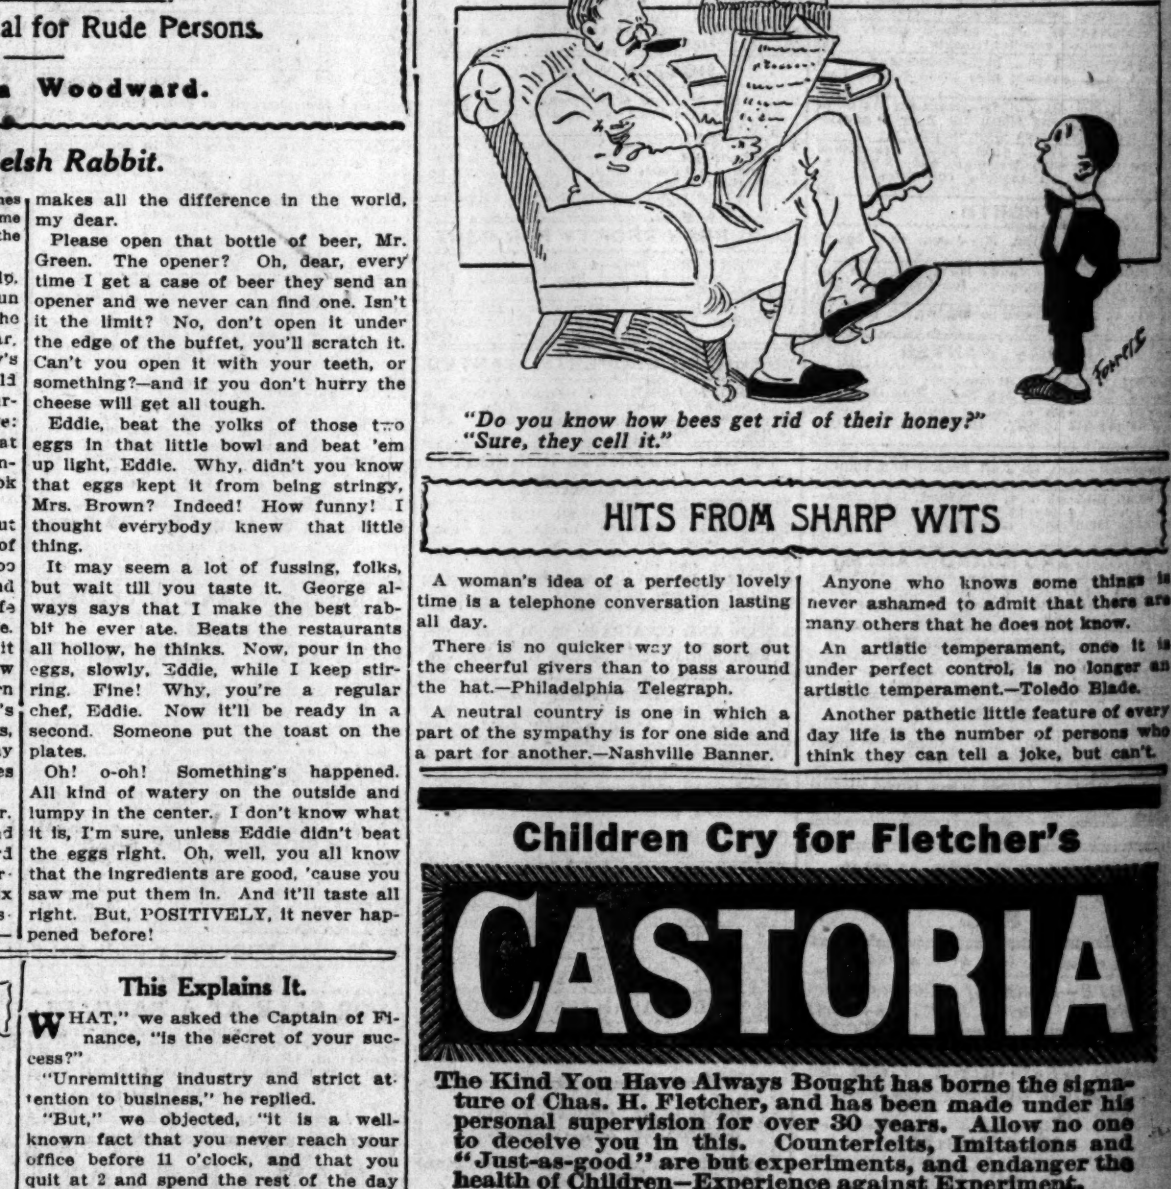 al for Rude Persons.
Woodward.
elsh Rabbit.
makes all the difference in the world,
my dear.
Please open that bottle of beer, Mr.
Green. The opener? Oh, dear, every
time I get a case of beer they send an
opener and we never can find one. Isn't
it the limit? No, don't open it under
the edge of the buffet, you'll scratch it.
Can't you open it with your teeth, or
something?—and if you don't hurry the
cheese will get all tough.
Eddie, beat the yolks of those two
eggs in that little bowl and beat 'em
up light, Eddie. Why, didn't you know
that eggs kept it from being stringy,
Mrs. Brown? Indeed! How funny! I
thought everybody knew that little
thing.
It may seem a lot of fussing, folks,
but wait till you taste it. George al-
ways says that I make the best rab-
bit he ever ate. Beats the restaurants
all hollow, he thinks. Now, pour in the
eggs, slowly, Eddie, while I keep stir-
ring. Fine! Why, you're a regular
chef, Eddie. Now it'll be ready in a
second. Someone put the toast on the
plates.
Oh! o-oh! Something's happened.
All kind of watery on the outside and
lumpy in the center. I don't know what
it is, I'm sure, unless Eddie didn't beat
the eggs right. Oh, well, you all know
that the ingredients are good, 'cause you
saw me put them in. And it'll taste all
right. But, POSITIVELY, it never hap-
pened before!
This Explains It.
WHAT," we asked the Captain of Fi-
nance, "is the secret of your suc-
cess?"
"Unremitting industry and strict at-
tention to business," he replied.
"But," we objected, "it is a well-
known fact that you never reach your
office before 11 o'clock, and that you
quit at 2 and spend the rest of the day
"Do you know how bees get rid of their honey?"
"Sure, they cell it."
HITS FROM SHARP WITS
A woman's idea of a perfectly lovely
time is a telephone conversation lasting
all day.
There is no quicker way to sort out
the cheerful givers than to pass around
the hat.—Philadelphia Telegraph.
A neutral country is one in which a
part of the sympathy is for one side and
a part for another.—Nashville Banner.
Anyone who knows some things is
never ashamed to admit that there are
many others that he does not know.
An artistic temperament, once it is
under perfect control, is no longer an
artistic temperament.—Toledo Blade.
Another pathetic little feature of every
day life is the number of persons who
think they can tell a joke, but can't.
Children Cry for Fletcher's
CASTORIA
The Kind You Have Always Bought has borne the signa-
ture of Chas. H. Fletcher, and has been made under his
personal supervision for over 30 years. Allow no one
to deceive you in this. Counterfeits, Imitations and
"Just-as-good" are but experiments, and endanger the
health of Children—Experience against Experiment.